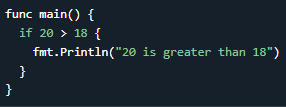 func main() {
  if 20 > 18 {
    fmt.Println("20 is greater than 18")
  }
}